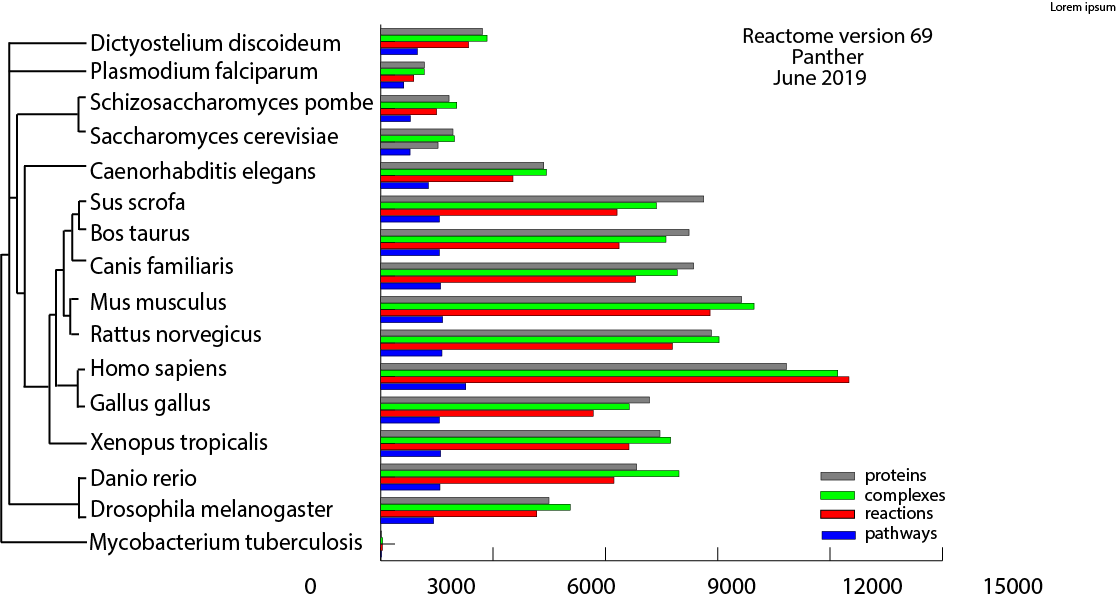 Lorem ipsum
Reactome version 69
Panther
June 2019
Dictyostelium discoideum
Plasmodium falciparum
Schizosaccharomyces pombe
Saccharomyces cerevisiae
Caenorhabditis elegans
Sus scrofa
Bos taurus
Canis familiaris
Mus musculus
Rattus norvegicus
Homo sapiens
Gallus gallus
Xenopus tropicalis
Danio rerio
Drosophila melanogaster
Mycobacterium tuberculosis
proteins
complexes
reactions
pathways
0 3000 6000 9000 12000 15000